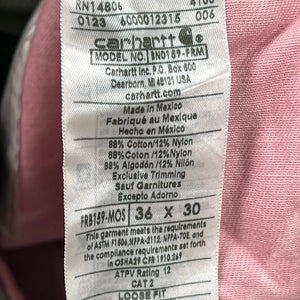 RN14806 4100
0123 6000012315 006
carhartt
MODEL NO. BN0159-FRM
Carhartt Inc. P.O. Box 600
Dearborn, MI 48121 USA
carhartt.com
Made in Mexico
Fabriqué au Mexique
Hecho en México
88% Cotton/12% Nylon
88%Coton/12% Nylon
88% Algodon/12% Nilón
Exclusive Trimming
Sauf Garnitures
Excepto Adorno
FRB159-MOS 36 X 30
This garment meets the requirements
of ASTM F1506, NFPA-2112, NFPA-70E, and
the compliance requirements set forth
in OSHA 29 CFR 1910.269
ATPV Rating 12
CAT 2
LOOSE FIT